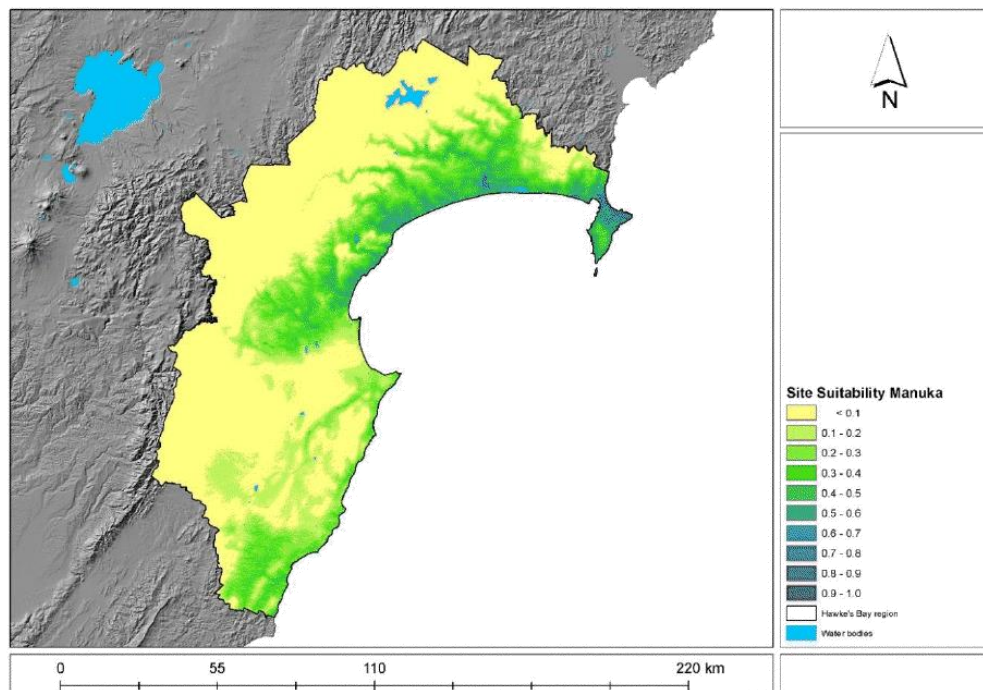 N
Site Suitability Manuka
< 0.1
0.1 - 0.2
0.2 - 0.3
0.3 - 0.4
0.4 - 0.5
0.5 - 0.6
0.6 - 0.7
0.7 - 0.8
0.8 - 0.9
0.9 - 1.0
Hawke's Bay region
Water bodies
0 55 110 220 km